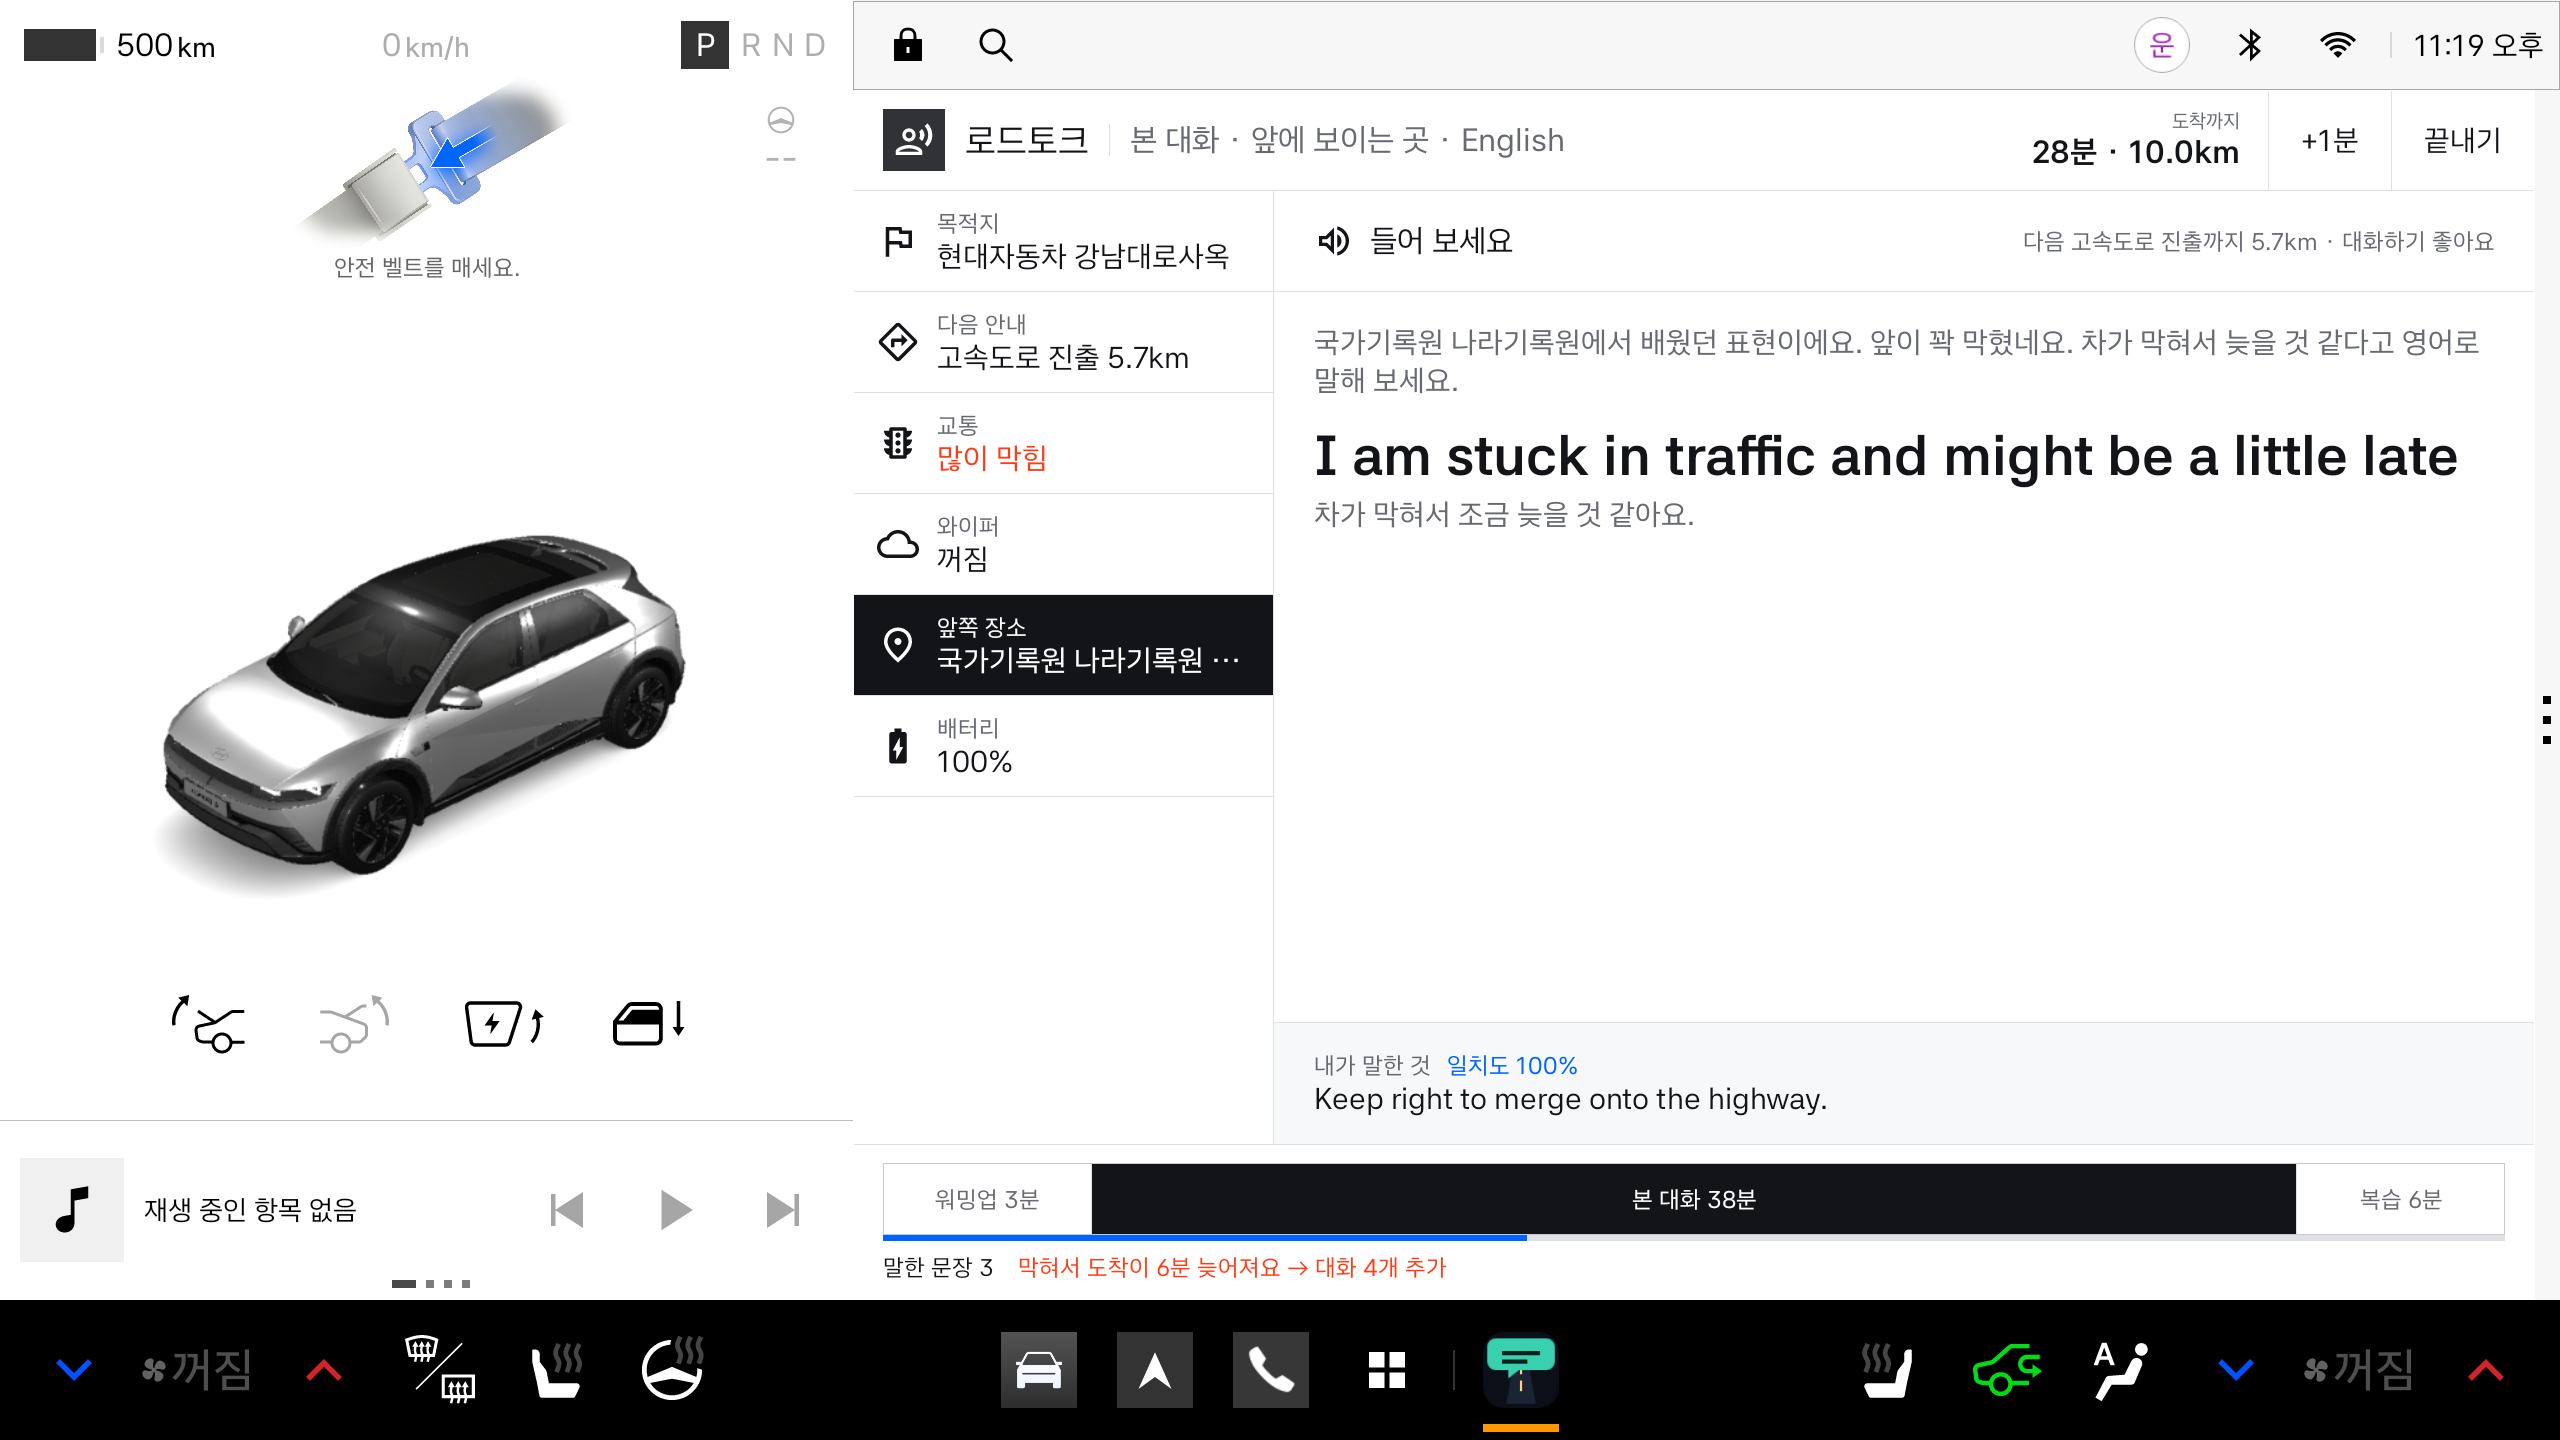 500 km
0 km/h
P R N D
운
11:19 오후
안전 벨트를 매세요.
로드토크
본 대화 · 앞에 보이는 곳 · English
도착까지
28분 · 10.0km
+1분
끝내기
목적지
현대자동차 강남대로사옥
다음 안내
고속도로 진출 5.7km
교통
많이 막힘
와이퍼
꺼짐
앞쪽 장소
국가기록원 나라기록원 ···
배터리
100%
들어 보세요
다음 고속도로 진출까지 5.7km · 대화하기 좋아요
국가기록원 나라기록원에서 배웠던 표현이에요. 앞이 꽉 막혔네요. 차가 막혀서 늦을 것 같다고 영어로
말해 보세요.
I am stuck in traffic and might be a little late
차가 막혀서 조금 늦을 것 같아요.
내가 말한 것 일치도 100%
Keep right to merge onto the highway.
워밍업 3분
본 대화 38분
복습 6분
말한 문장 3 막혀서 도착이 6분 늦어져요 → 대화 4개 추가
재생 중인 항목 없음
꺼짐
A
꺼짐